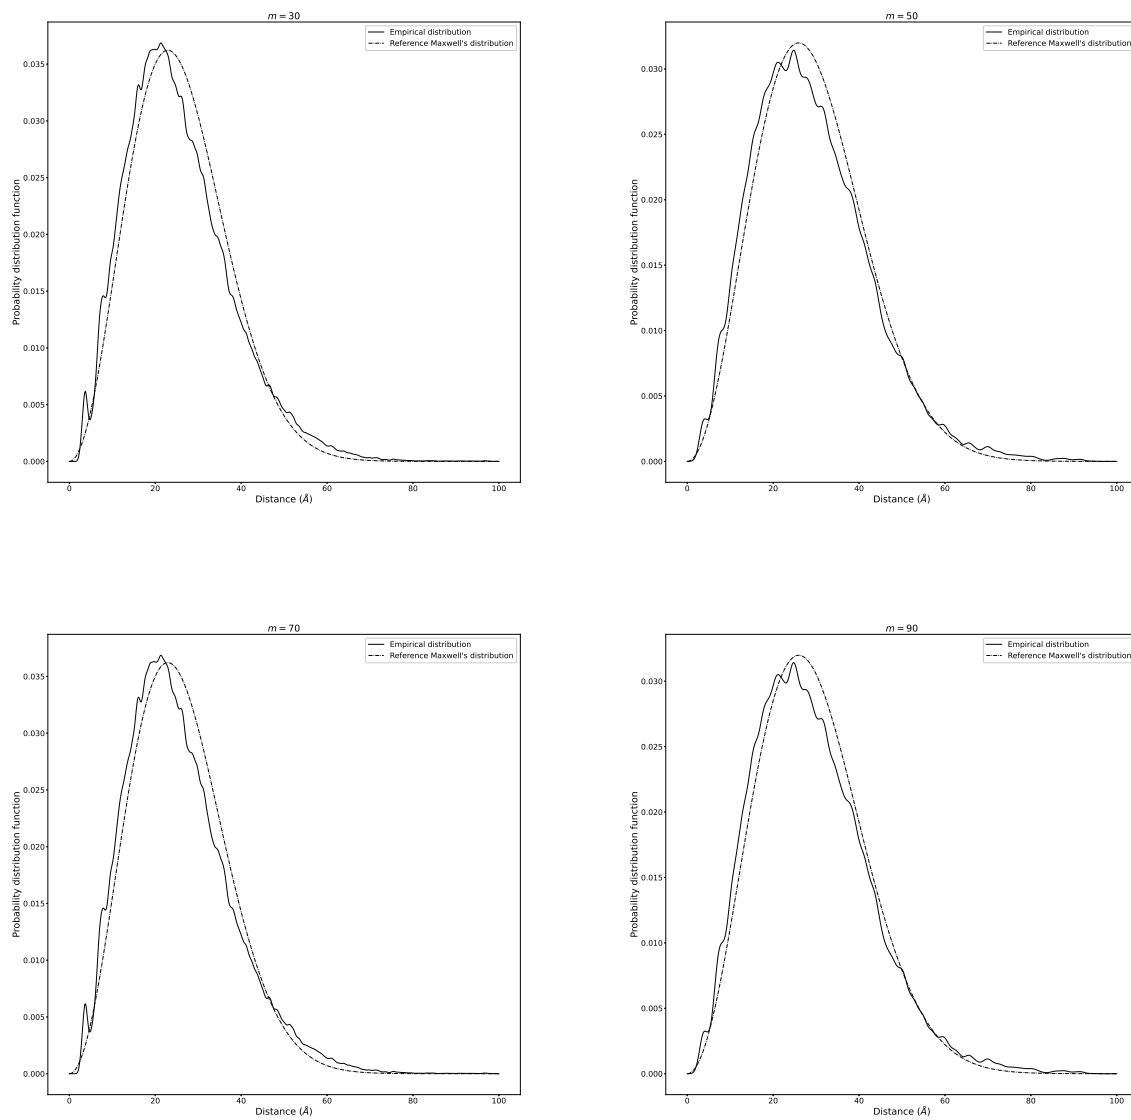 m = 30
Empirical distribution
Reference Maxwell's distribution
0.035
0.030
0.025
0.020
0.015
0.010
0.005
0.000
Probability distribution function
0 20 40 60 80 100
Distance (Å)
m = 50
Empirical distribution
Reference Maxwell's distribution
0.030
0.025
0.020
0.015
0.010
0.005
0.000
Probability distribution function
0 20 40 60 80 100
Distance (Å)
m = 70
Empirical distribution
Reference Maxwell's distribution
0.035
0.030
0.025
0.020
0.015
0.010
0.005
0.000
Probability distribution function
0 20 40 60 80 100
Distance (Å)
m = 90
Empirical distribution
Reference Maxwell's distribution
0.030
0.025
0.020
0.015
0.010
0.005
0.000
Probability distribution function
0 20 40 60 80 100
Distance (Å)